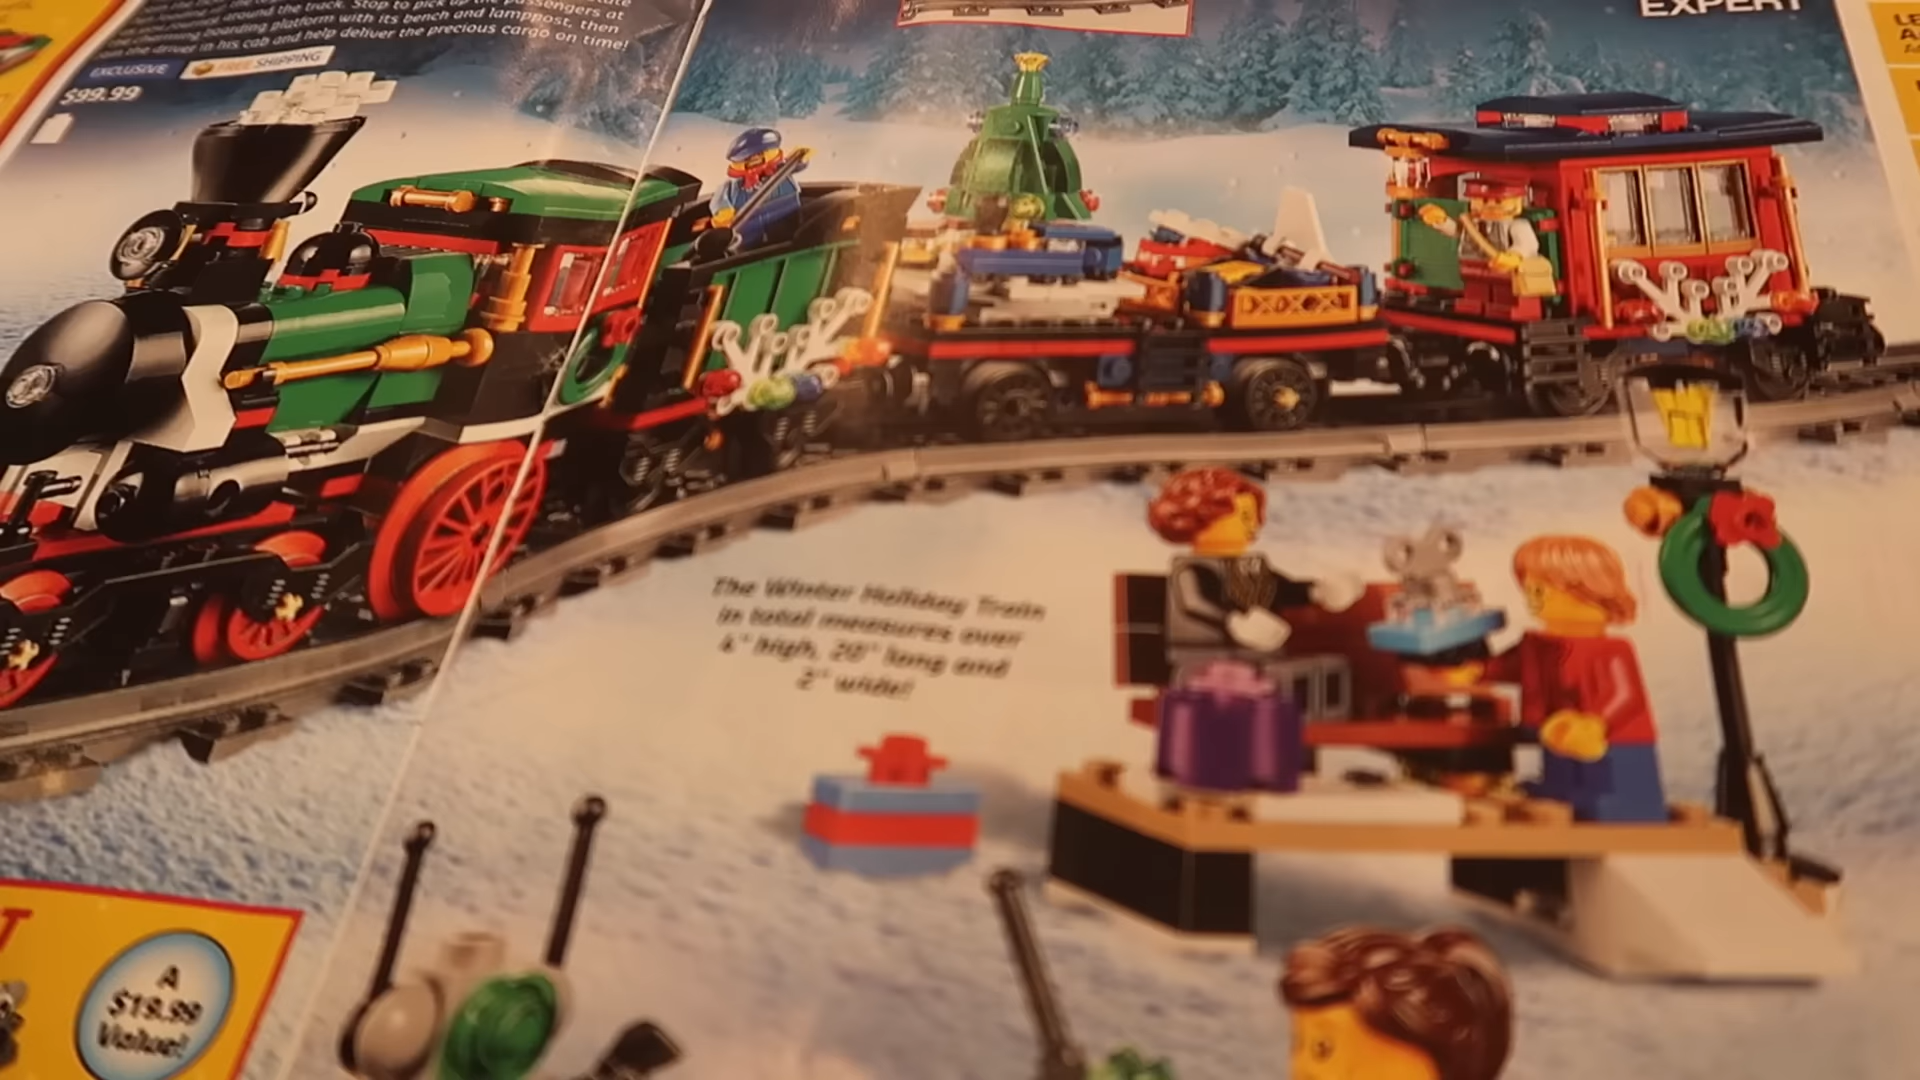 around the track. Stop to pick up the passengers at
boarding platform with its bench and lamppost, then
the driver in his cab and help deliver the precious cargo on time!
EXCLUSIVE
FREE SHIPPING
$99.99
EXPERT
The Winter Holiday Train
in total measures over
4" high, 20" long and
2" wide!
A
$19.99
Value!